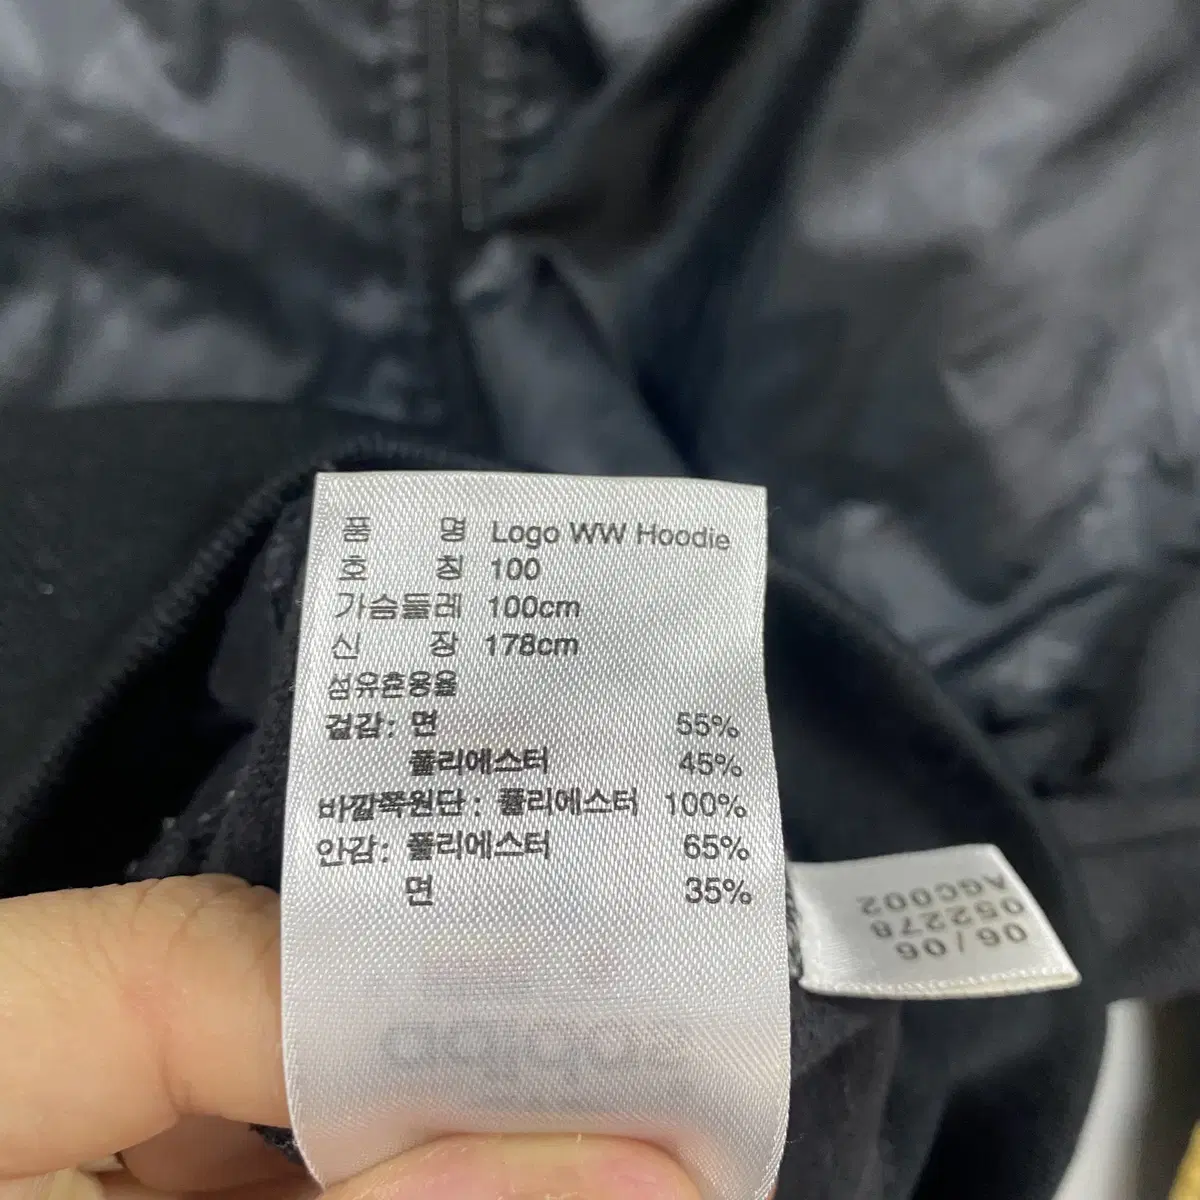 품 명 Logo WW Hoodie
호 칭 100
가슴둘레 100cm
신 장 178cm
섬유혼용율
겉감: 면 55%
폴리에스터 45%
바깥쪽원단: 폴리에스터 100%
안감: 폴리에스터 65%
면 35%
06 / 06
052278
AGC002